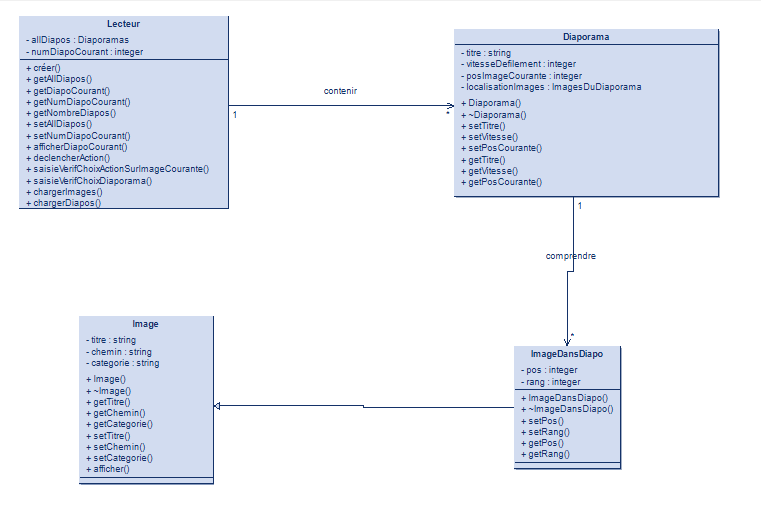 Lecteur
- allDiapos : Diaporamas
- numDiapoCourant : integer
+ créer()
+ getAllDiapos()
+ getDiapoCourant()
+ getNumDiapoCourant()
+ getNombreDiapos()
+ setAllDiapos()
+ setNumDiapoCourant()
+ afficherDiapoCourant()
+ declencherAction()
+ saisieVerifChoixActionSurImageCourante()
+ saisieVerifChoixDiaporama()
+ chargerImages()
+ chargerDiapos()
contenir
1
*
Diaporama
- titre : string
- vitesseDefilement : integer
- posImageCourante : integer
- localisationImages : ImagesDuDiaporama
+ Diaporama()
+ ~Diaporama()
+ setTitre()
+ setVitesse()
+ setPosCourante()
+ getTitre()
+ getVitesse()
+ getPosCourante()
1
comprendre
*
Image
- titre : string
- chemin : string
- categorie : string
+ Image()
+ ~Image()
+ getTitre()
+ getChemin()
+ getCategorie()
+ setTitre()
+ setChemin()
+ setCategorie()
+ afficher()
ImageDansDiapo
- pos : integer
- rang : integer
+ ImageDansDiapo()
+ ~ImageDansDiapo()
+ setPos()
+ setRang()
+ getPos()
+ getRang()